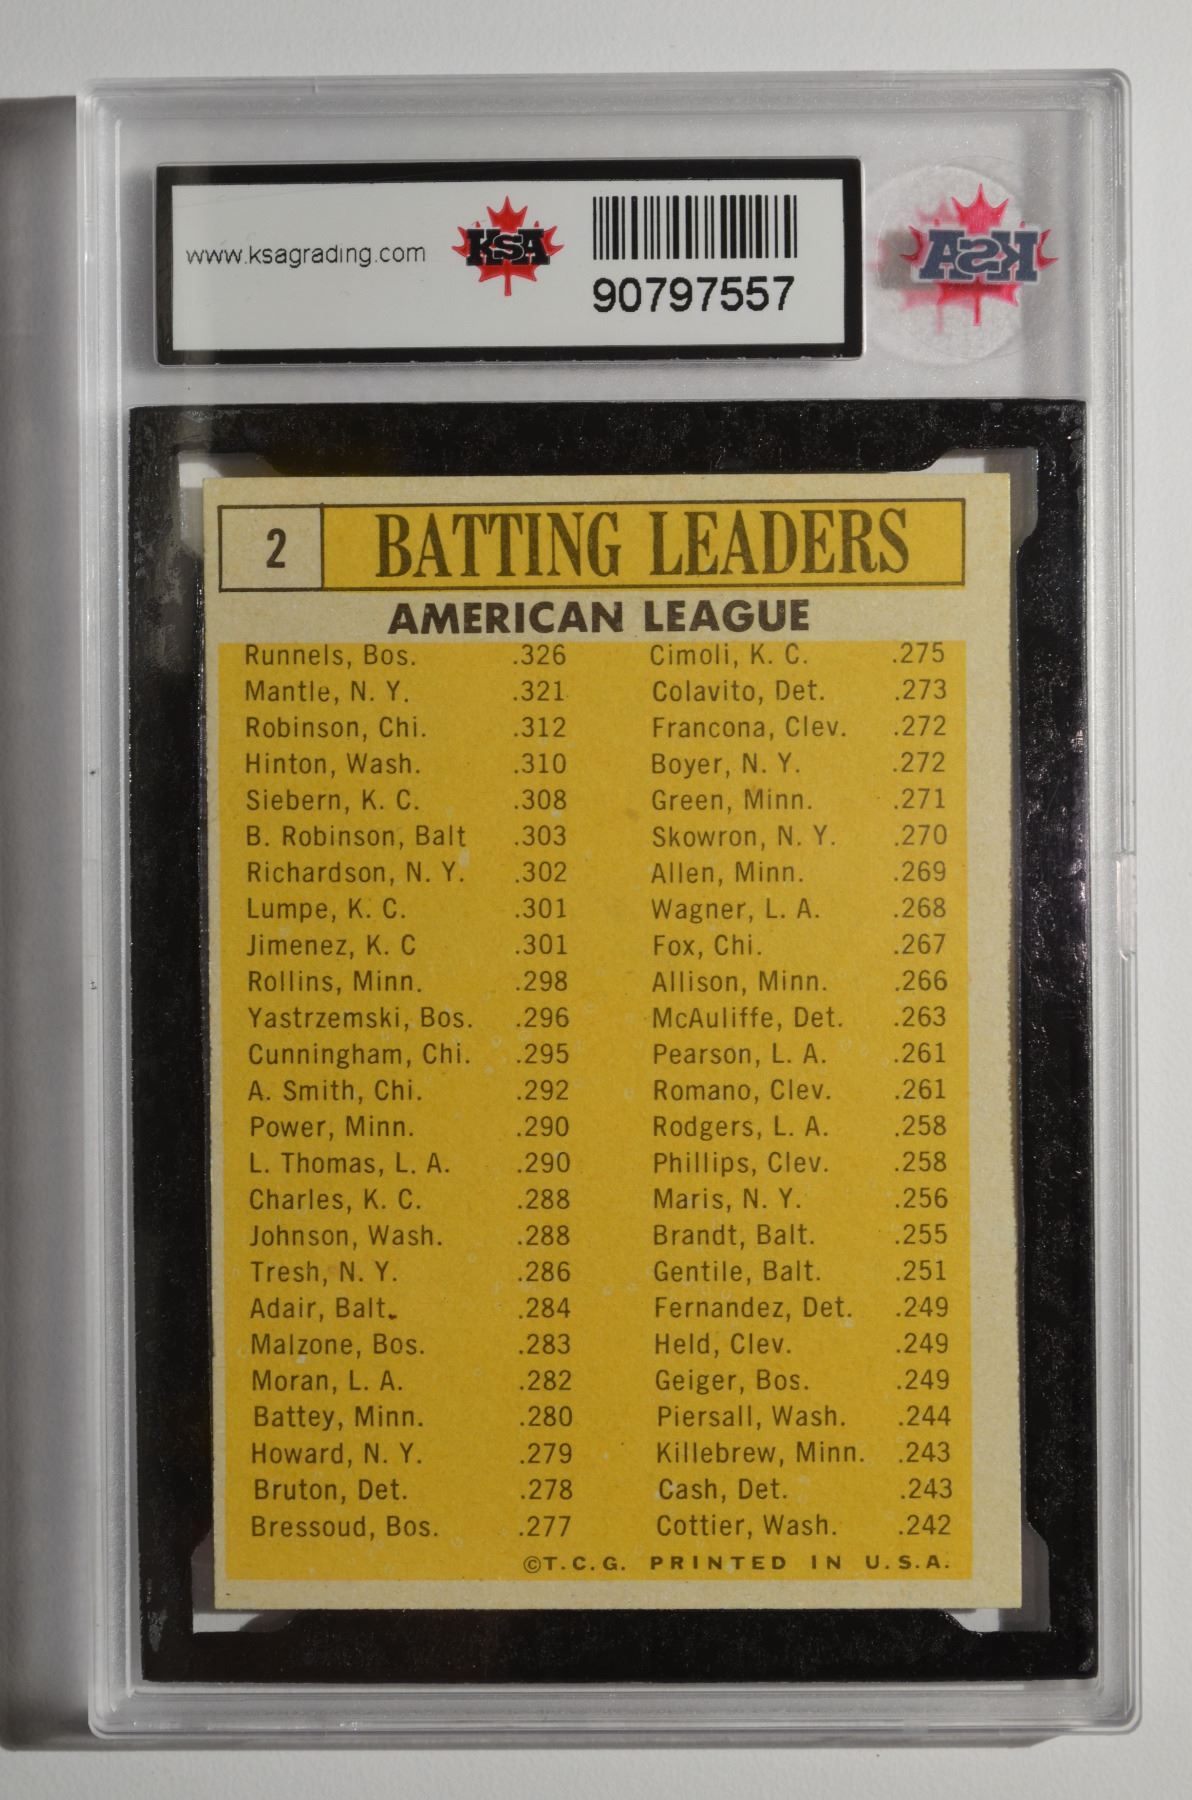 www.ksagrading.com
KSA
90797557
KSA
2
BATTING LEADERS
AMERICAN LEAGUE
Runnels, Bos. .326 Cimoli, K. C. .275
Mantle, N. Y. .321 Colavito, Det. .273
Robinson, Chi. .312 Francona, Clev. .272
Hinton, Wash. .310 Boyer, N. Y. .272
Siebern, K. C. .308 Green, Minn. .271
B. Robinson, Balt .303 Skowron, N. Y. .270
Richardson, N. Y. .302 Allen, Minn. .269
Lumpe, K. C. .301 Wagner, L. A. .268
Jimenez, K. C .301 Fox, Chi. .267
Rollins, Minn. .298 Allison, Minn. .266
Yastrzemski, Bos. .296 McAuliffe, Det. .263
Cunningham, Chi. .295 Pearson, L. A. .261
A. Smith, Chi. .292 Romano, Clev. .261
Power, Minn. .290 Rodgers, L. A. .258
L. Thomas, L. A. .290 Phillips, Clev. .258
Charles, K. C. .288 Maris, N. Y. .256
Johnson, Wash. .288 Brandt, Balt. .255
Tresh, N. Y. .286 Gentile, Balt. .251
Adair, Balt. .284 Fernandez, Det. .249
Malzone, Bos. .283 Held, Clev. .249
Moran, L. A. .282 Geiger, Bos. .249
Battey, Minn. .280 Piersall, Wash. .244
Howard, N. Y. .279 Killebrew, Minn. .243
Bruton, Det. .278 Cash, Det. .243
Bressoud, Bos. .277 Cottier, Wash. .242
©T.C.G. PRINTED IN U.S.A.